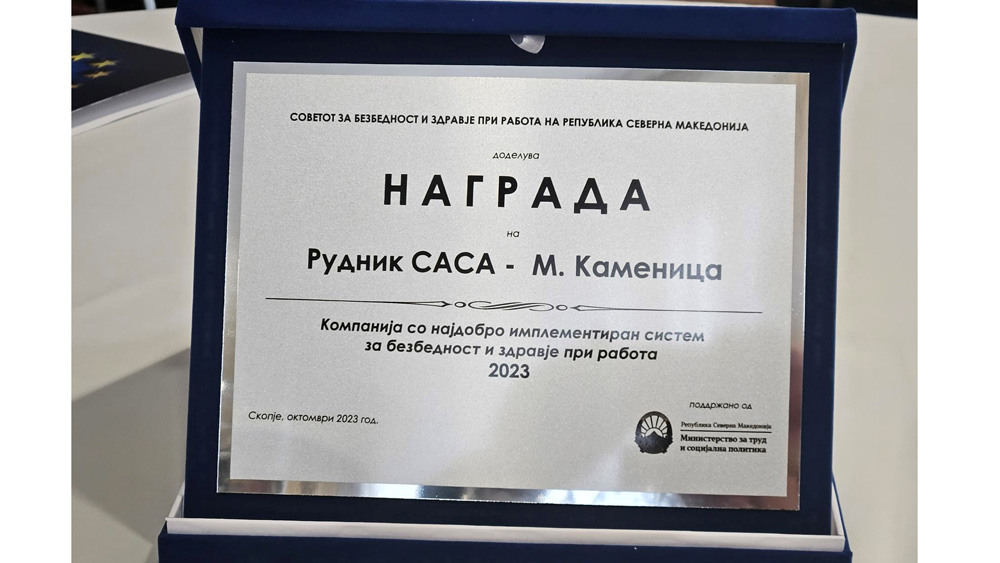 СОВЕТОТ ЗА БЕЗБЕДНОСТ И ЗДРАВЈЕ ПРИ РАБОТА НА РЕПУБЛИКА СЕВЕРНА МАКЕДОНИЈА
доделува
НАГРАДА
на
Рудник САСА - М. Каменица
Компанија со најдобро имплементиран систем
за безбедност и здравје при работа
2023
Скопје, октомври 2023 год.
поддржано од
Република Северна Македонија
Министерство за труд
и социјална политика